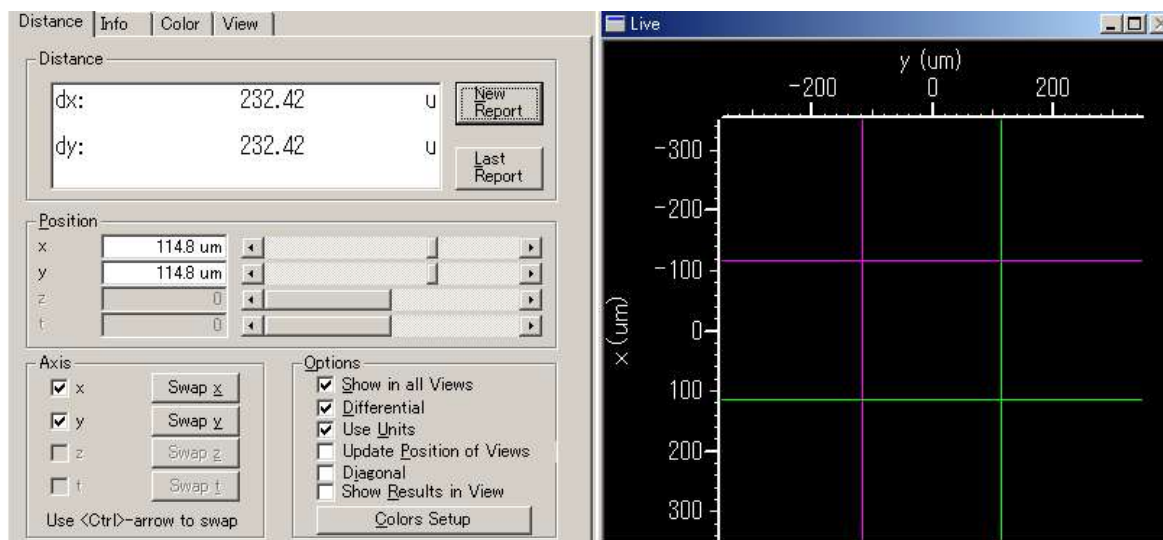 Distance Info Color View
Distance
dx: 232.42 u
dy: 232.42 u
New Report
Last Report
Position
x 114.8 um
y 114.8 um
z 0
t 0
Axis
x Swap x
y Swap y
z Swap z
t Swap t
Use <Ctrl>-arrow to swap
Options
Show in all Views
Differential
Use Units
Update Position of Views
Diagonal
Show Results in View
Colors Setup
Live
y (um)
-200 0 200
x (um)
-300
-200
-100
0
100
200
300